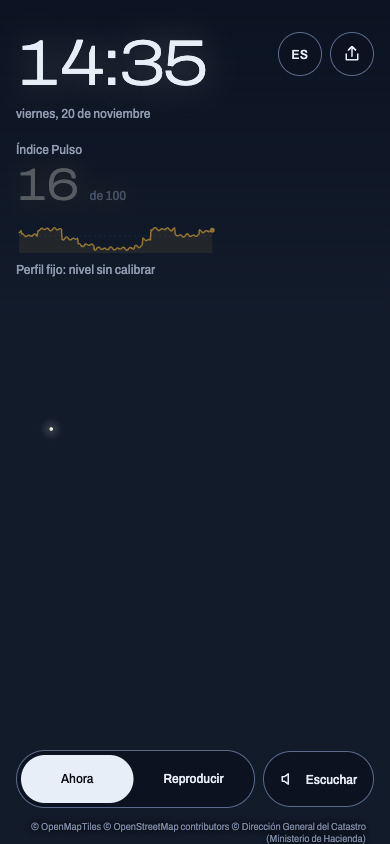 14:35
ES
viernes, 20 de noviembre
Índice Pulso
16 de 100
Perfil fijo: nivel sin calibrar
Ahora
Reproducir
Escuchar
© OpenMapTiles © OpenStreetMap contributors © Dirección General del Catastro
(Ministerio de Hacienda)